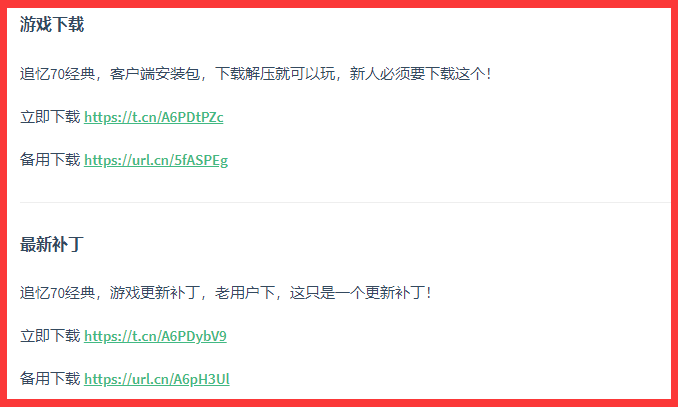 游戏下载
追忆70经典，客户端安装包，下载解压就可以玩，新人必须要下载这个！
立即下载 https://t.cn/A6PDtPZc
备用下载 https://url.cn/5fASPEg
最新补丁
追忆70经典，游戏更新补丁，老用户下，这只是一个更新补丁！
立即下载 https://t.cn/A6PDybV9
备用下载 https://url.cn/A6pH3Ul